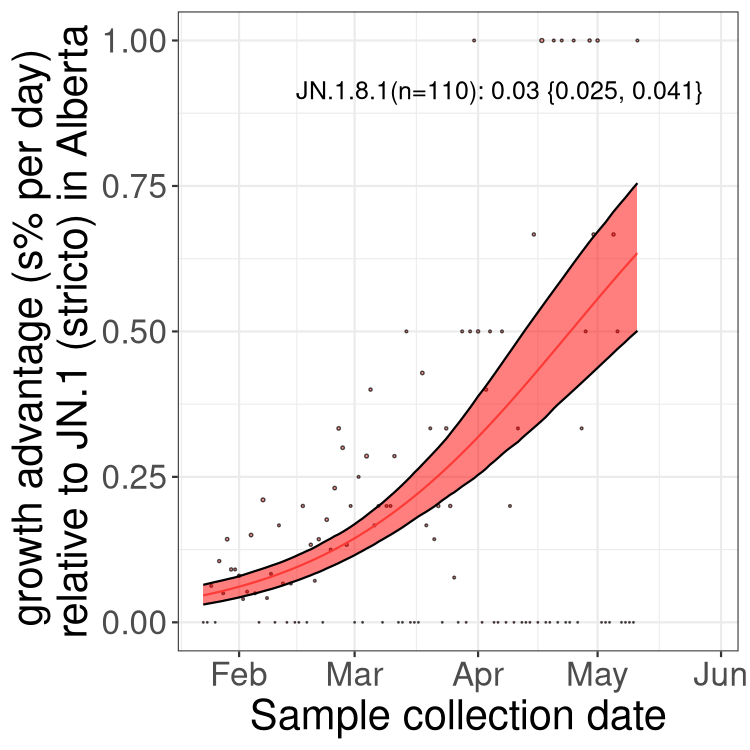 growth advantage (s% per day)
relative to JN.1 (stricto) in Alberta
1.00
0.75
0.50
0.25
0.00
JN.1.8.1(n=110): 0.03 {0.025, 0.041}
Feb Mar Apr May Jun
Sample collection date